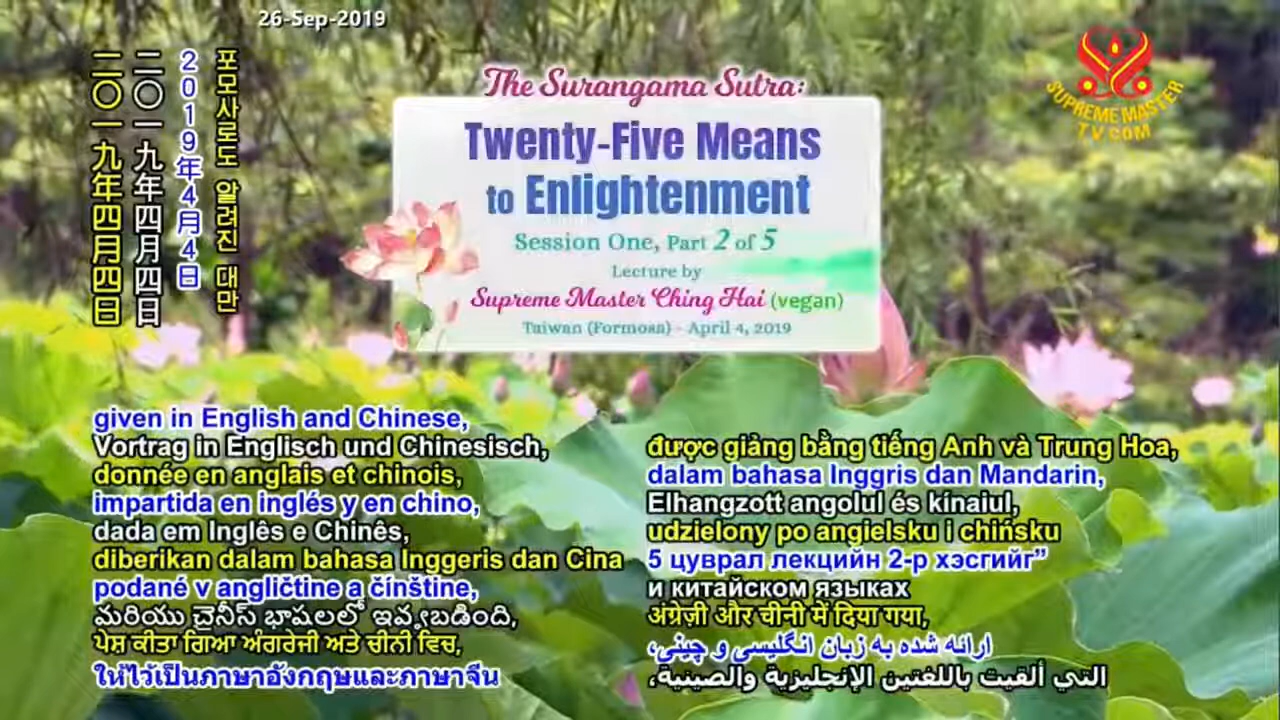 26-Sep-2019
二〇一九年四月四日
二〇一九年四月四日
2019年4月4日
포모사로도 알려진 대만
The Surangama Sutra:
Twenty-Five Means
to Enlightenment
Session One, Part 2 of 5
Lecture by
Supreme Master Ching Hai (vegan)
Taiwan (Formosa) - April 4, 2019
SUPREME MASTER
TV.COM
given in English and Chinese,
Vortrag in Englisch und Chinesisch,
donnée en anglais et chinois,
impartida en inglés y en chino,
dada em Inglês e Chinês,
diberikan dalam bahasa Inggeris dan Cina
podané v angličtine a čínštine,
మరియు చైనీస్ భాషలలో ఇవ్వబడింది,
ਪੇਸ਼ ਕੀਤਾ ਗਿਆ ਅੰਗਰੇਜੀ ਅਤੇ ਚੀਨੀ ਵਿਚ,
ให้ไว้เป็นภาษาอังกฤษและภาษาจีน
được giảng bằng tiếng Anh và Trung Hoa,
dalam bahasa Inggris dan Mandarin,
Elhangzott angolul és kínaiul,
udzielony po angielsku i chińsku
5 цуврал лекцийн 2-р хэсгийг”
и китайском языках
अंग्रेज़ी और चीनी में दिया गया,
ارائه شده به زبان انگلیسی و چینی،
التي ألقيت باللغتين الإنجليزية والصينية،